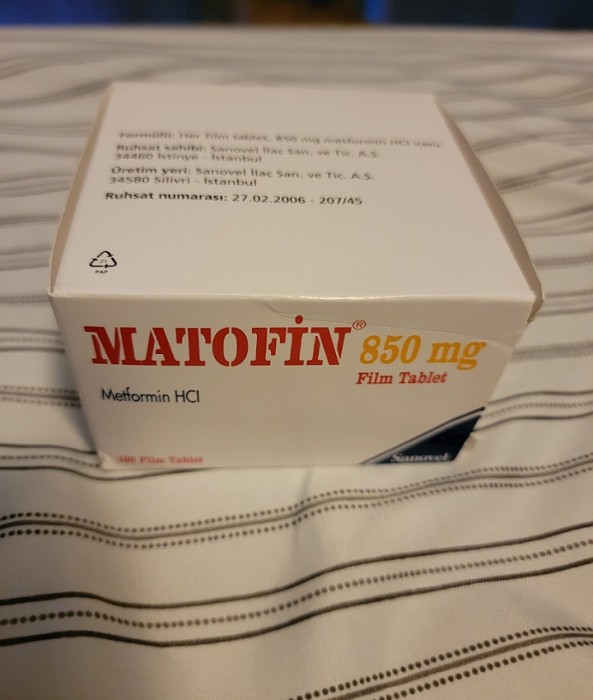 Formülü: Her film tablet, 850 mg metformin HCl içerir.
Ruhsat sahibi: Sanovel İlaç San. ve Tic. A.Ş.
34460 İstinye - İstanbul
Üretim yeri: Sanovel İlaç San. ve Tic. A.Ş.
34580 Silivri - İstanbul
Ruhsat numarası: 27.02.2006 - 207/45
21
PAP
MATOFİN® 850 mg
Film Tablet
Metformin HCl
100 Film Tablet
Sanovel